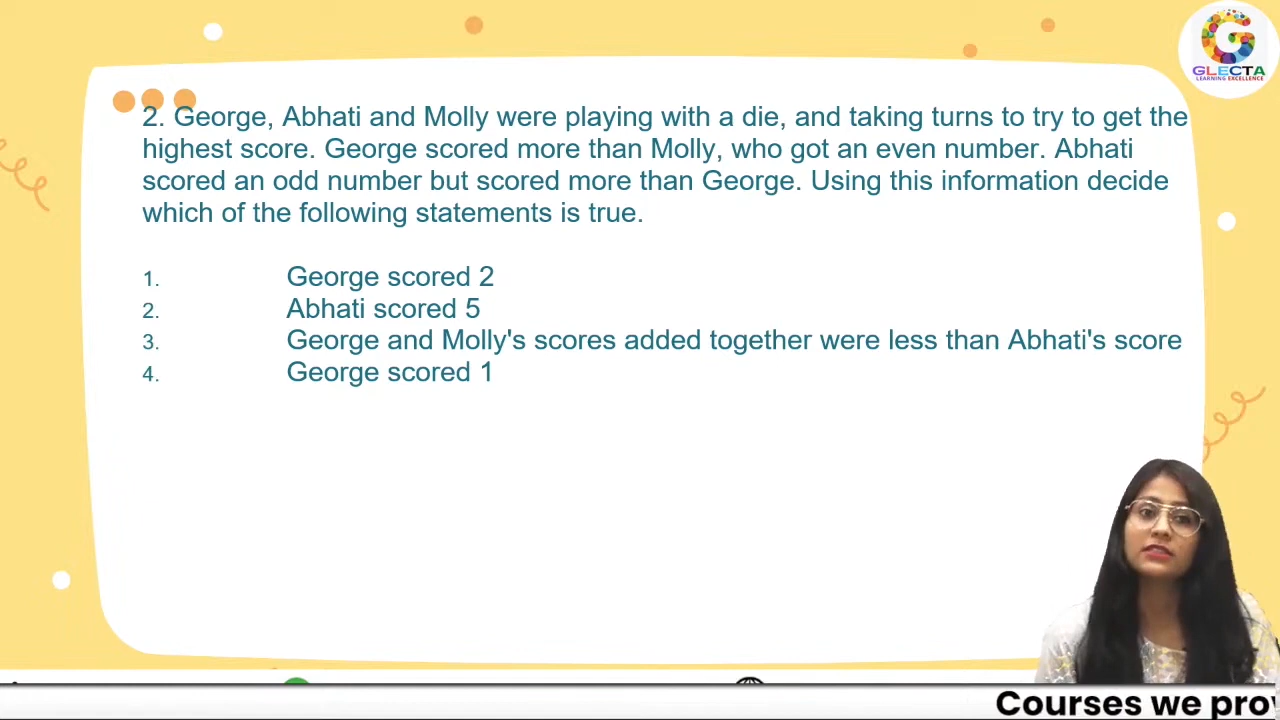 GLECTA
LEARNING EXCELLENCE
2. George, Abhati and Molly were playing with a die, and taking turns to try to get the
highest score. George scored more than Molly, who got an even number. Abhati
scored an odd number but scored more than George. Using this information decide
which of the following statements is true.
1. George scored 2
2. Abhati scored 5
3. George and Molly's scores added together were less than Abhati's score
4. George scored 1
Courses we prov